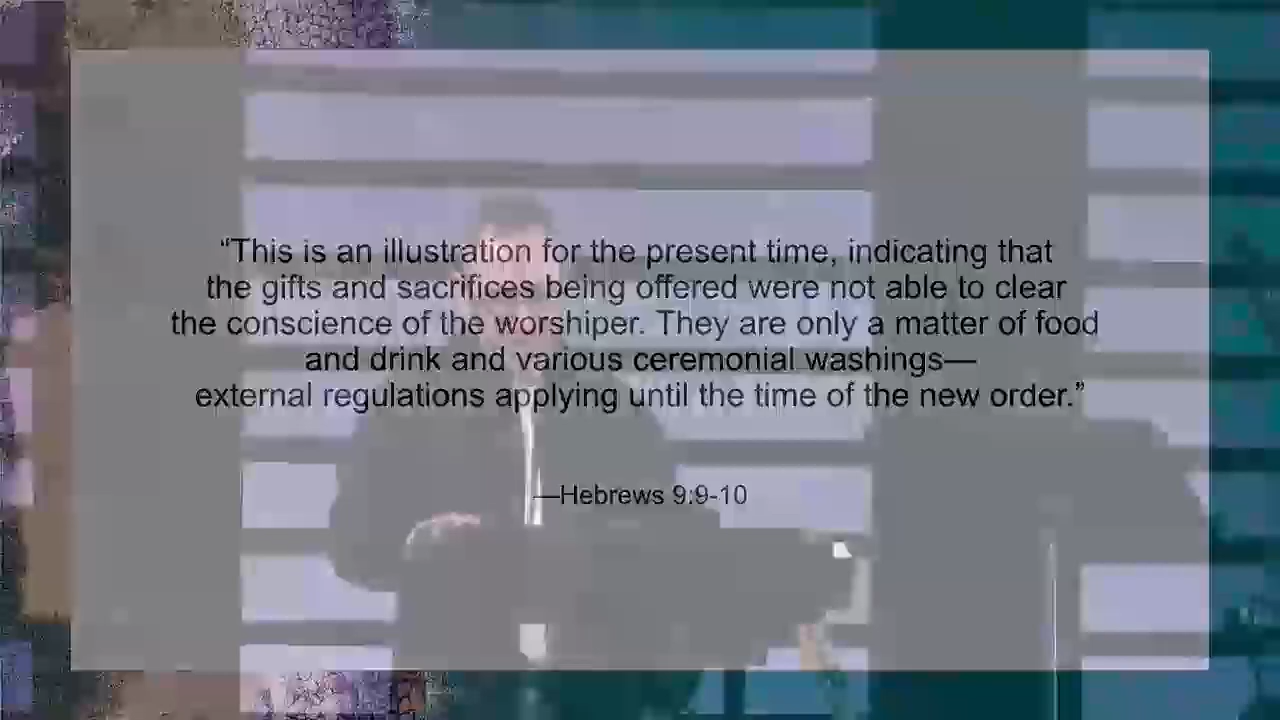 “This is an illustration for the present time, indicating that
the gifts and sacrifices being offered were not able to clear
the conscience of the worshiper. They are only a matter of food
and drink and various ceremonial washings—
external regulations applying until the time of the new order.”
—Hebrews 9:9-10